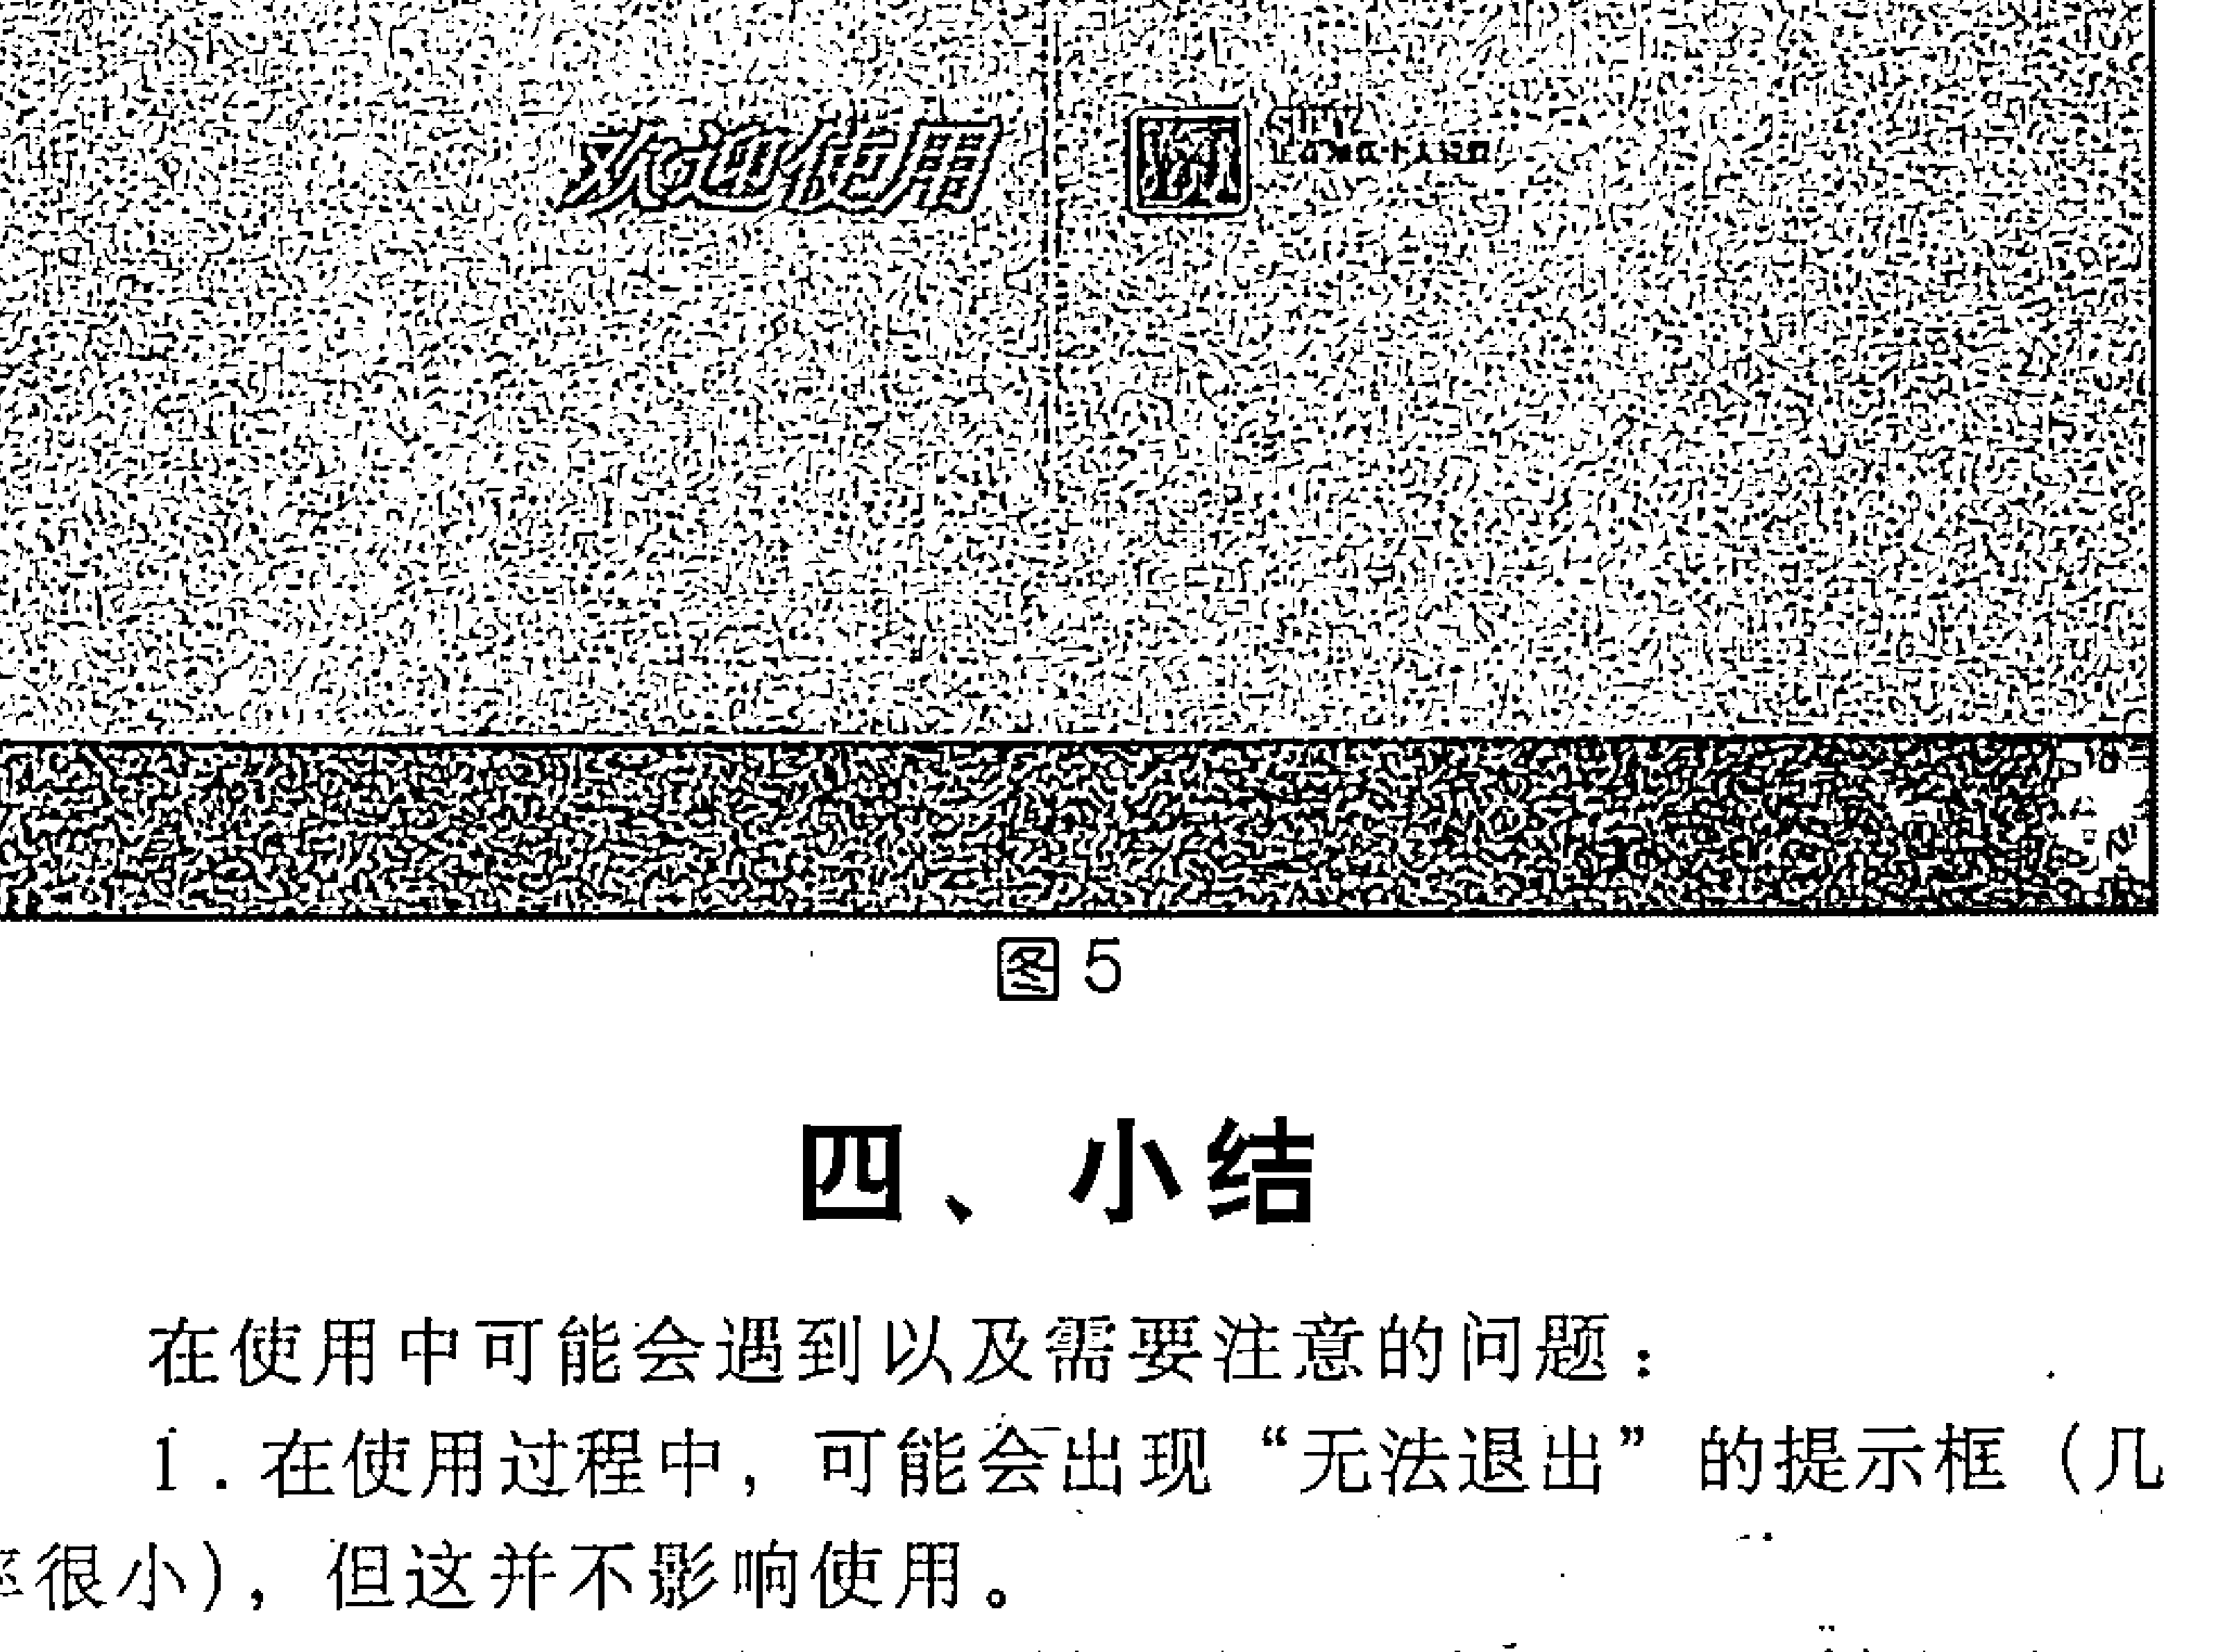 欢迎使用
图5
四、小结
在使用中可能会遇到以及需要注意的问题:
1.在使用过程中,可能会出现“无法退出”的提示框(几
率很小),但这并不影响使用。